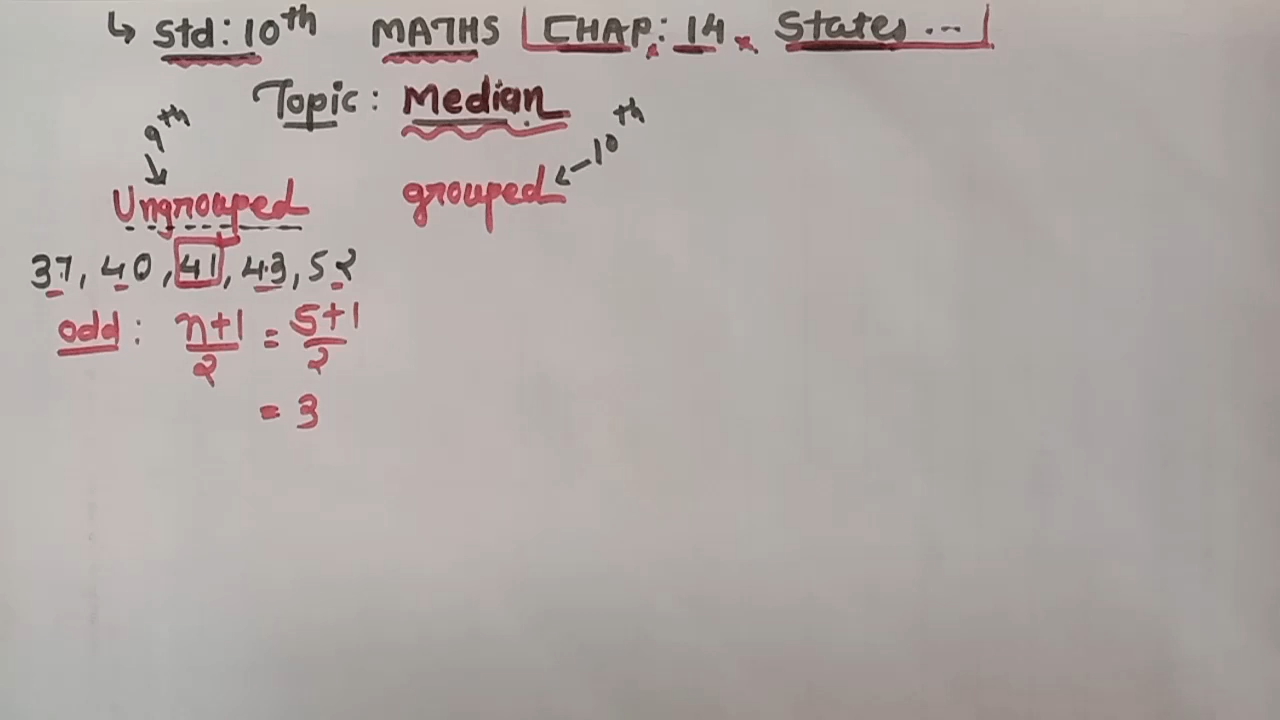 ↳ Std: 10th MATHS CHAP: 14 States...
Topic: Median
9th 10th
Ungrouped grouped
37, 40, 41, 43, 52
odd: n+1/2 = 5+1/2
= 3